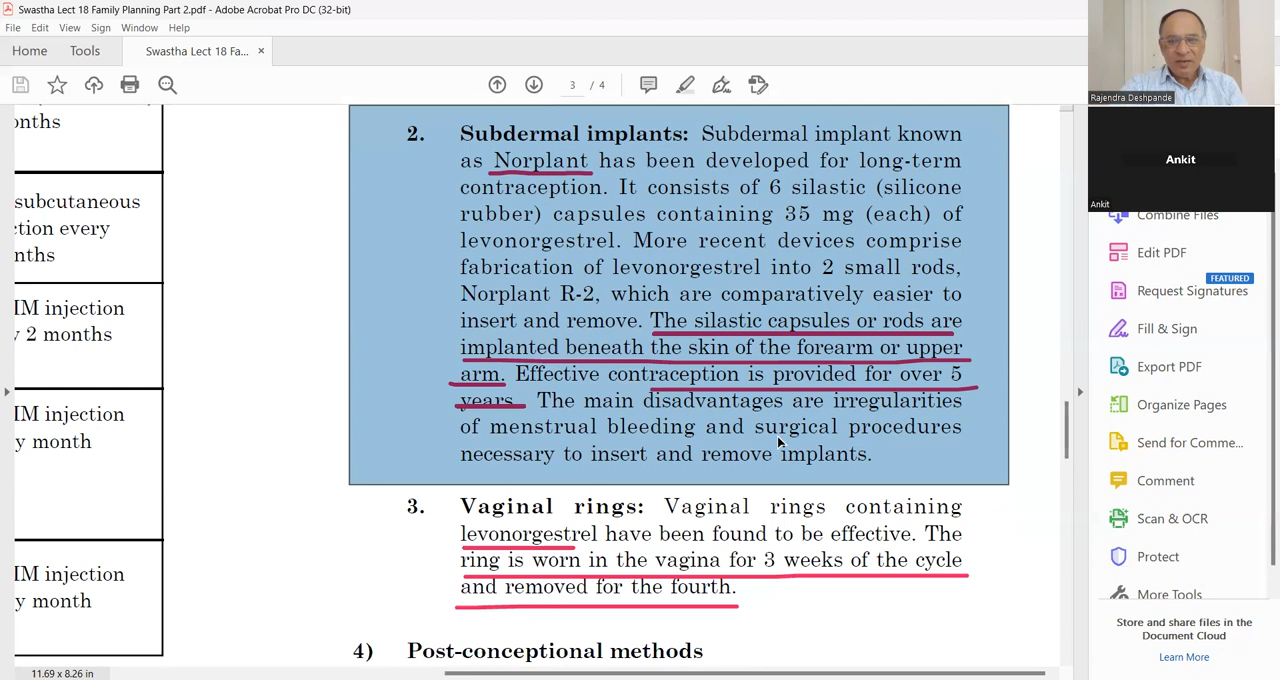 Swastha Lect 18 Family Planning Part 2.pdf - Adobe Acrobat Pro DC (32-bit)
File Edit View Sign Window Help
Home Tools Swastha Lect 18 Fa... ×
3 / 4
onths
subcutaneous
ction every
nths
IM injection
y 2 months
IM injection
y month
IM injection
y month
2. Subdermal implants: Subdermal implant known
as Norplant has been developed for long-term
contraception. It consists of 6 silastic (silicone
rubber) capsules containing 35 mg (each) of
levonorgestrel. More recent devices comprise
fabrication of levonorgestrel into 2 small rods,
Norplant R-2, which are comparatively easier to
insert and remove. The silastic capsules or rods are
implanted beneath the skin of the forearm or upper
arm. Effective contraception is provided for over 5
years. The main disadvantages are irregularities
of menstrual bleeding and surgical procedures
necessary to insert and remove implants.
3. Vaginal rings: Vaginal rings containing
levonorgestrel have been found to be effective. The
ring is worn in the vagina for 3 weeks of the cycle
and removed for the fourth.
4) Post-conceptional methods
11.69 x 8.26 in
Rajendra Deshpande
Ankit
Ankit
Combine Files
Edit PDF
FEATURED
Request Signatures
Fill & Sign
Export PDF
Organize Pages
Send for Comme...
Comment
Scan & OCR
Protect
More Tools
Store and share files in the
Document Cloud
Learn More